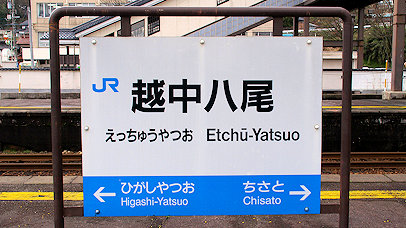 JR
越中八尾
えっちゅうやつお Etchū-Yatsuo
ひがしやつお ちさと
Higashi-Yatsuo Chisato